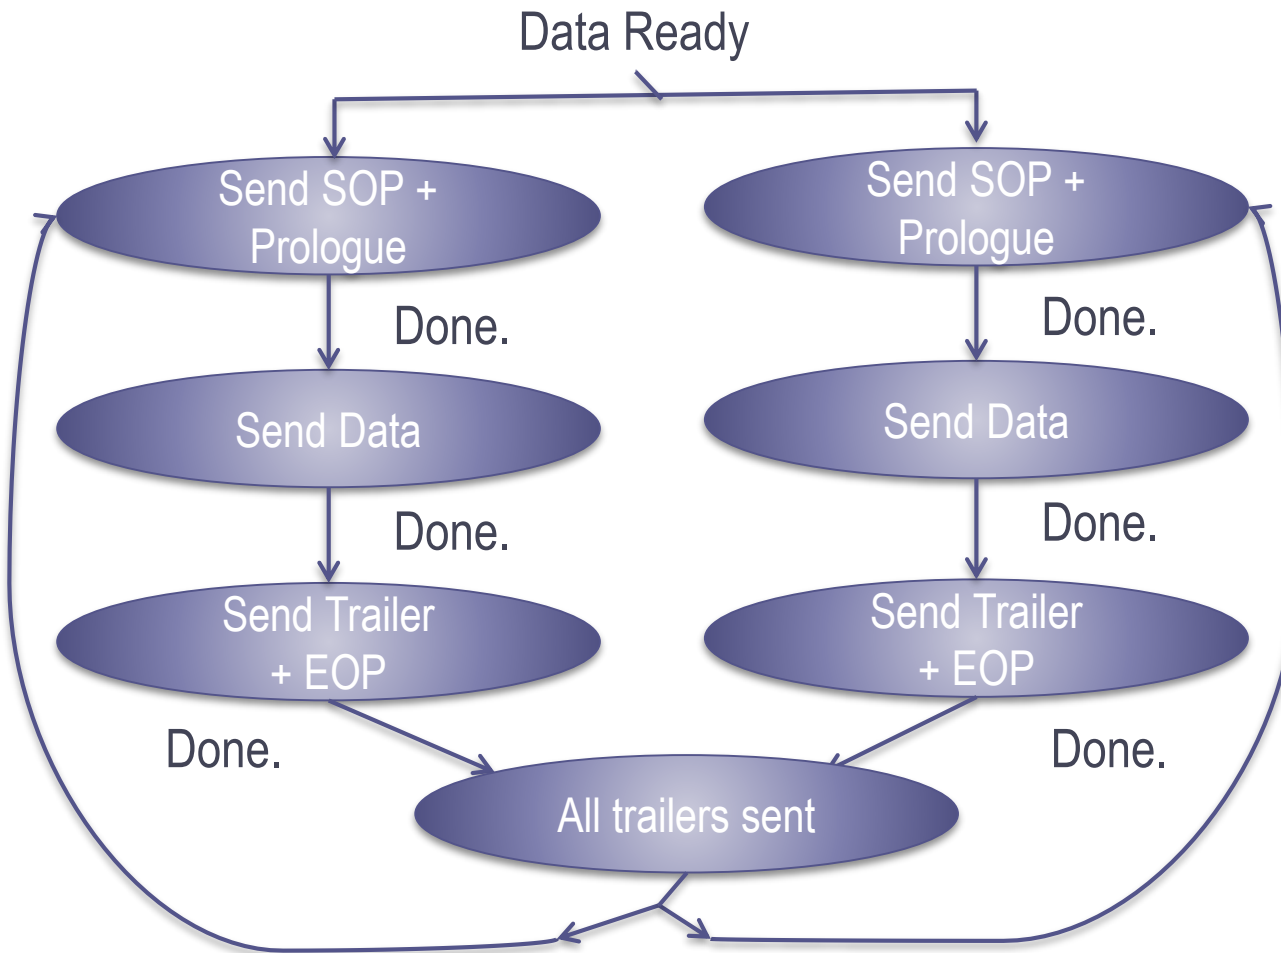 Data Ready
Send SOP +
Prologue
Send SOP +
Prologue
Done.
Done.
Send Data
Send Data
Done.
Done.
Send Trailer
+ EOP
Send Trailer
+ EOP
Done.
Done.
All trailers sent